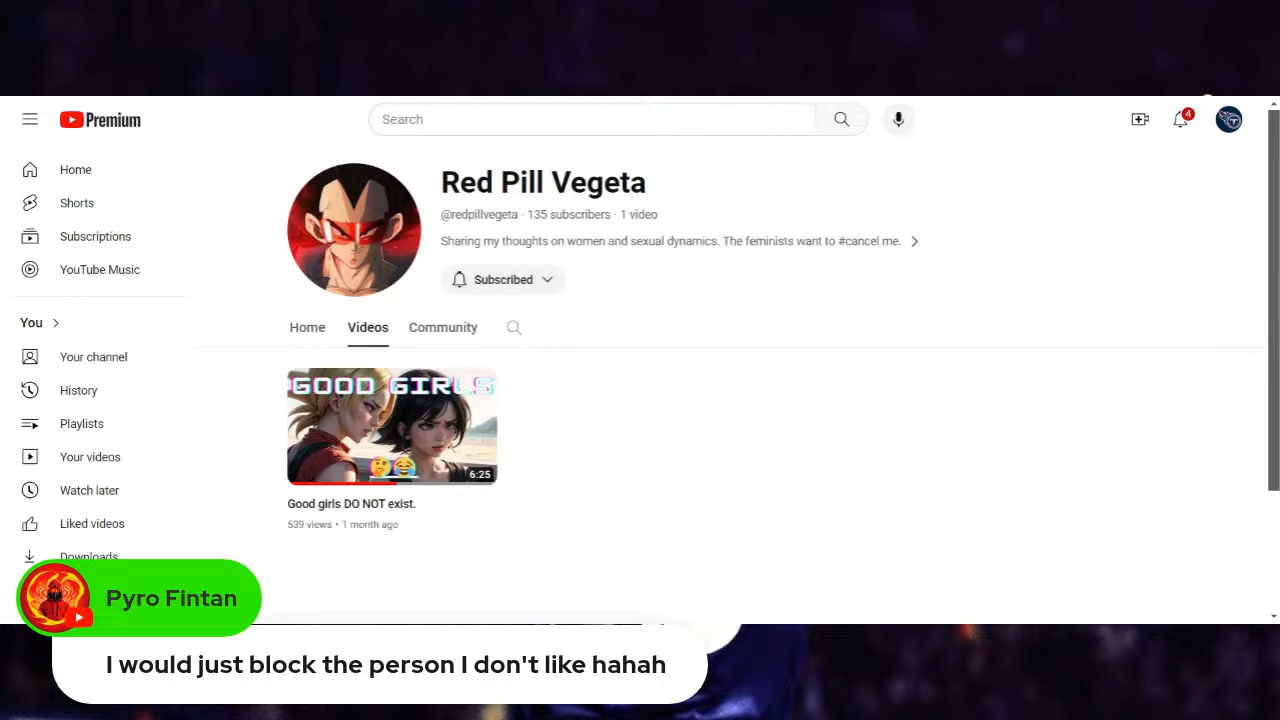 Premium
Search
4
Home
Shorts
Subscriptions
YouTube Music
You
Your channel
History
Playlists
Your videos
Watch later
Liked videos
Downloads
Red Pill Vegeta
@redpillvegeta · 135 subscribers · 1 video
Sharing my thoughts on women and sexual dynamics. The feminists want to #cancel me.
Subscribed
Home Videos Community
GOOD GIRLS
6:25
Good girls DO NOT exist.
539 views • 1 month ago
Pyro Fintan
I would just block the person I don't like hahah